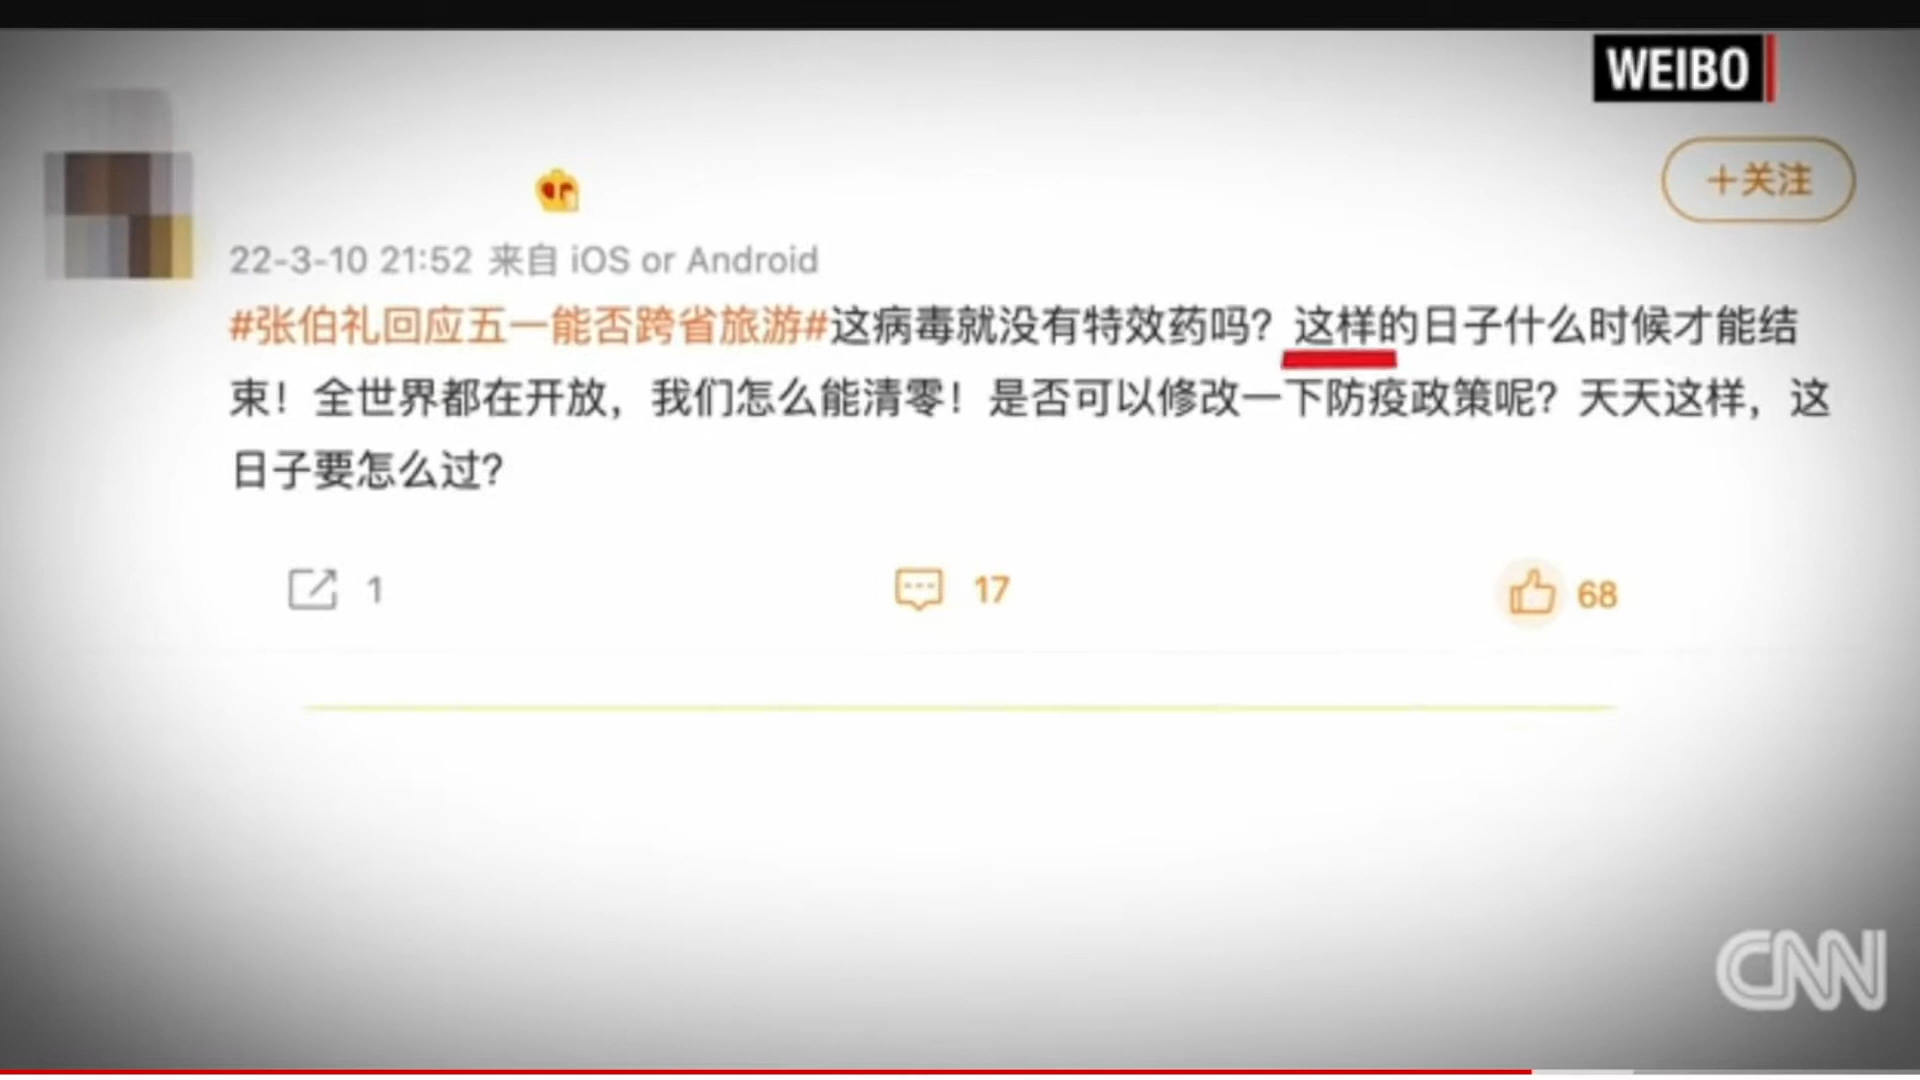 WEIBO
+关注
22-3-10 21:52 来自 iOS or Android
#张伯礼回应五一能否跨省旅游#这病毒就没有特效药吗？这样的日子什么时候才能结
束！全世界都在开放，我们怎么能清零！是否可以修改一下防疫政策呢？天天这样，这
日子要怎么过？
1
17
68
CNN